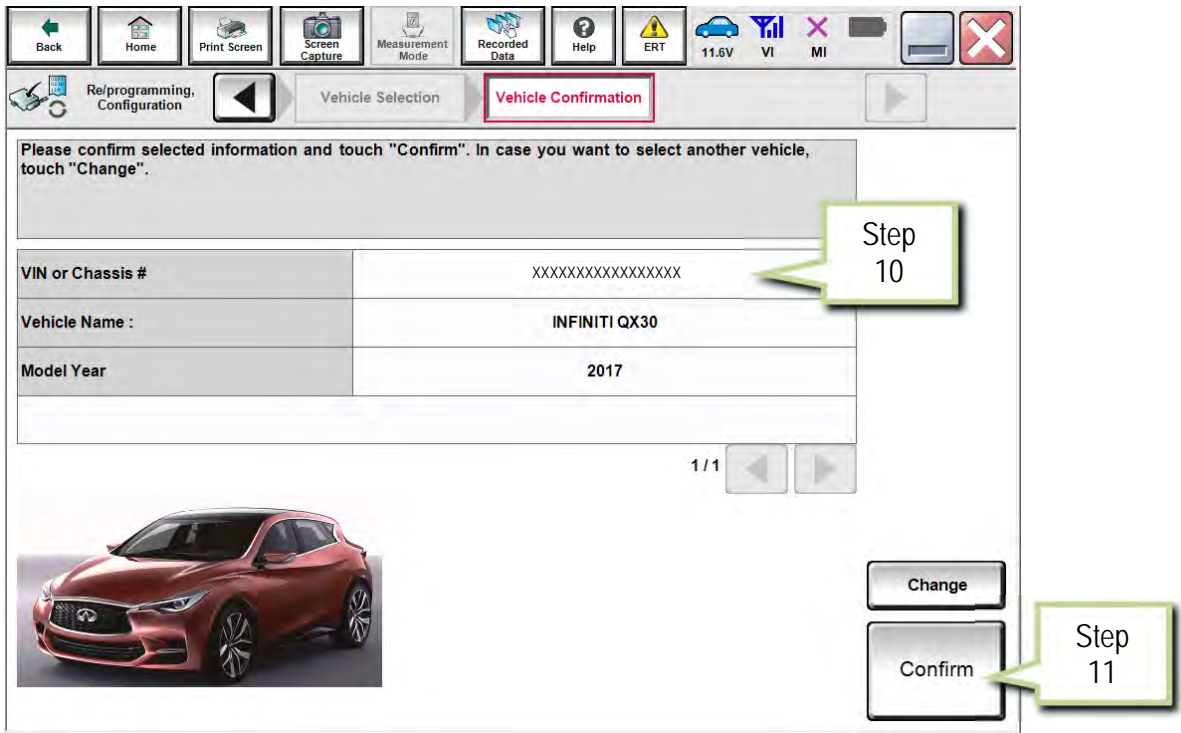 Back
Home
Print Screen
Screen
Capture
Measurement
Mode
Recorded
Data
Help
ERT
11.6V
VI
MI
Re/programming,
Configuration
Vehicle Selection
Vehicle Confirmation
Please confirm selected information and touch "Confirm". In case you want to select another vehicle,
touch "Change".
Step
10
VIN or Chassis #
XXXXXXXXXXXXXXXXX
Vehicle Name :
INFINITI QX30
Model Year
2017
1/1
Change
Confirm
Step
11